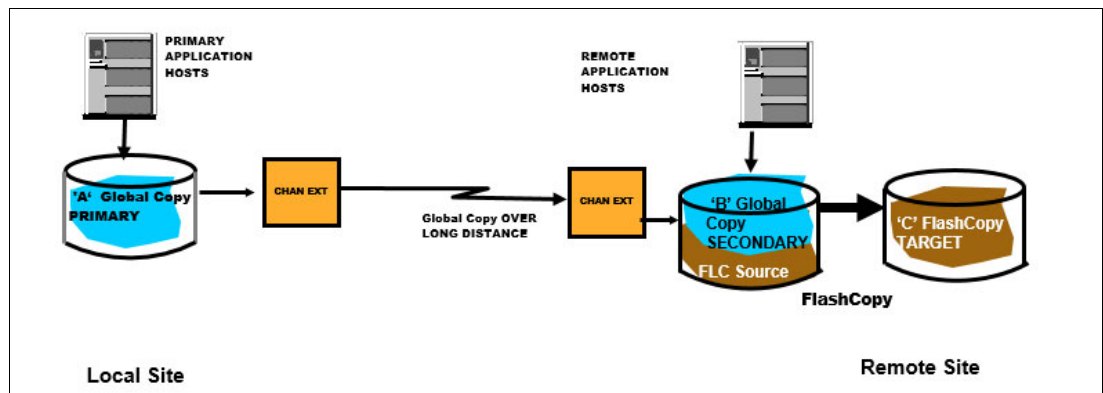 PRIMARY
APPLICATION
HOSTS
REMOTE
APPLICATION
HOSTS
'A' Global Copy
PRIMARY
CHAN EXT
Global Copy OVER
LONG DISTANCE
CHAN EXT
'B' Global
Copy
SECONDARY
FLC Source
'C' FlashCopy
TARGET
FlashCopy
Local Site
Remote Site